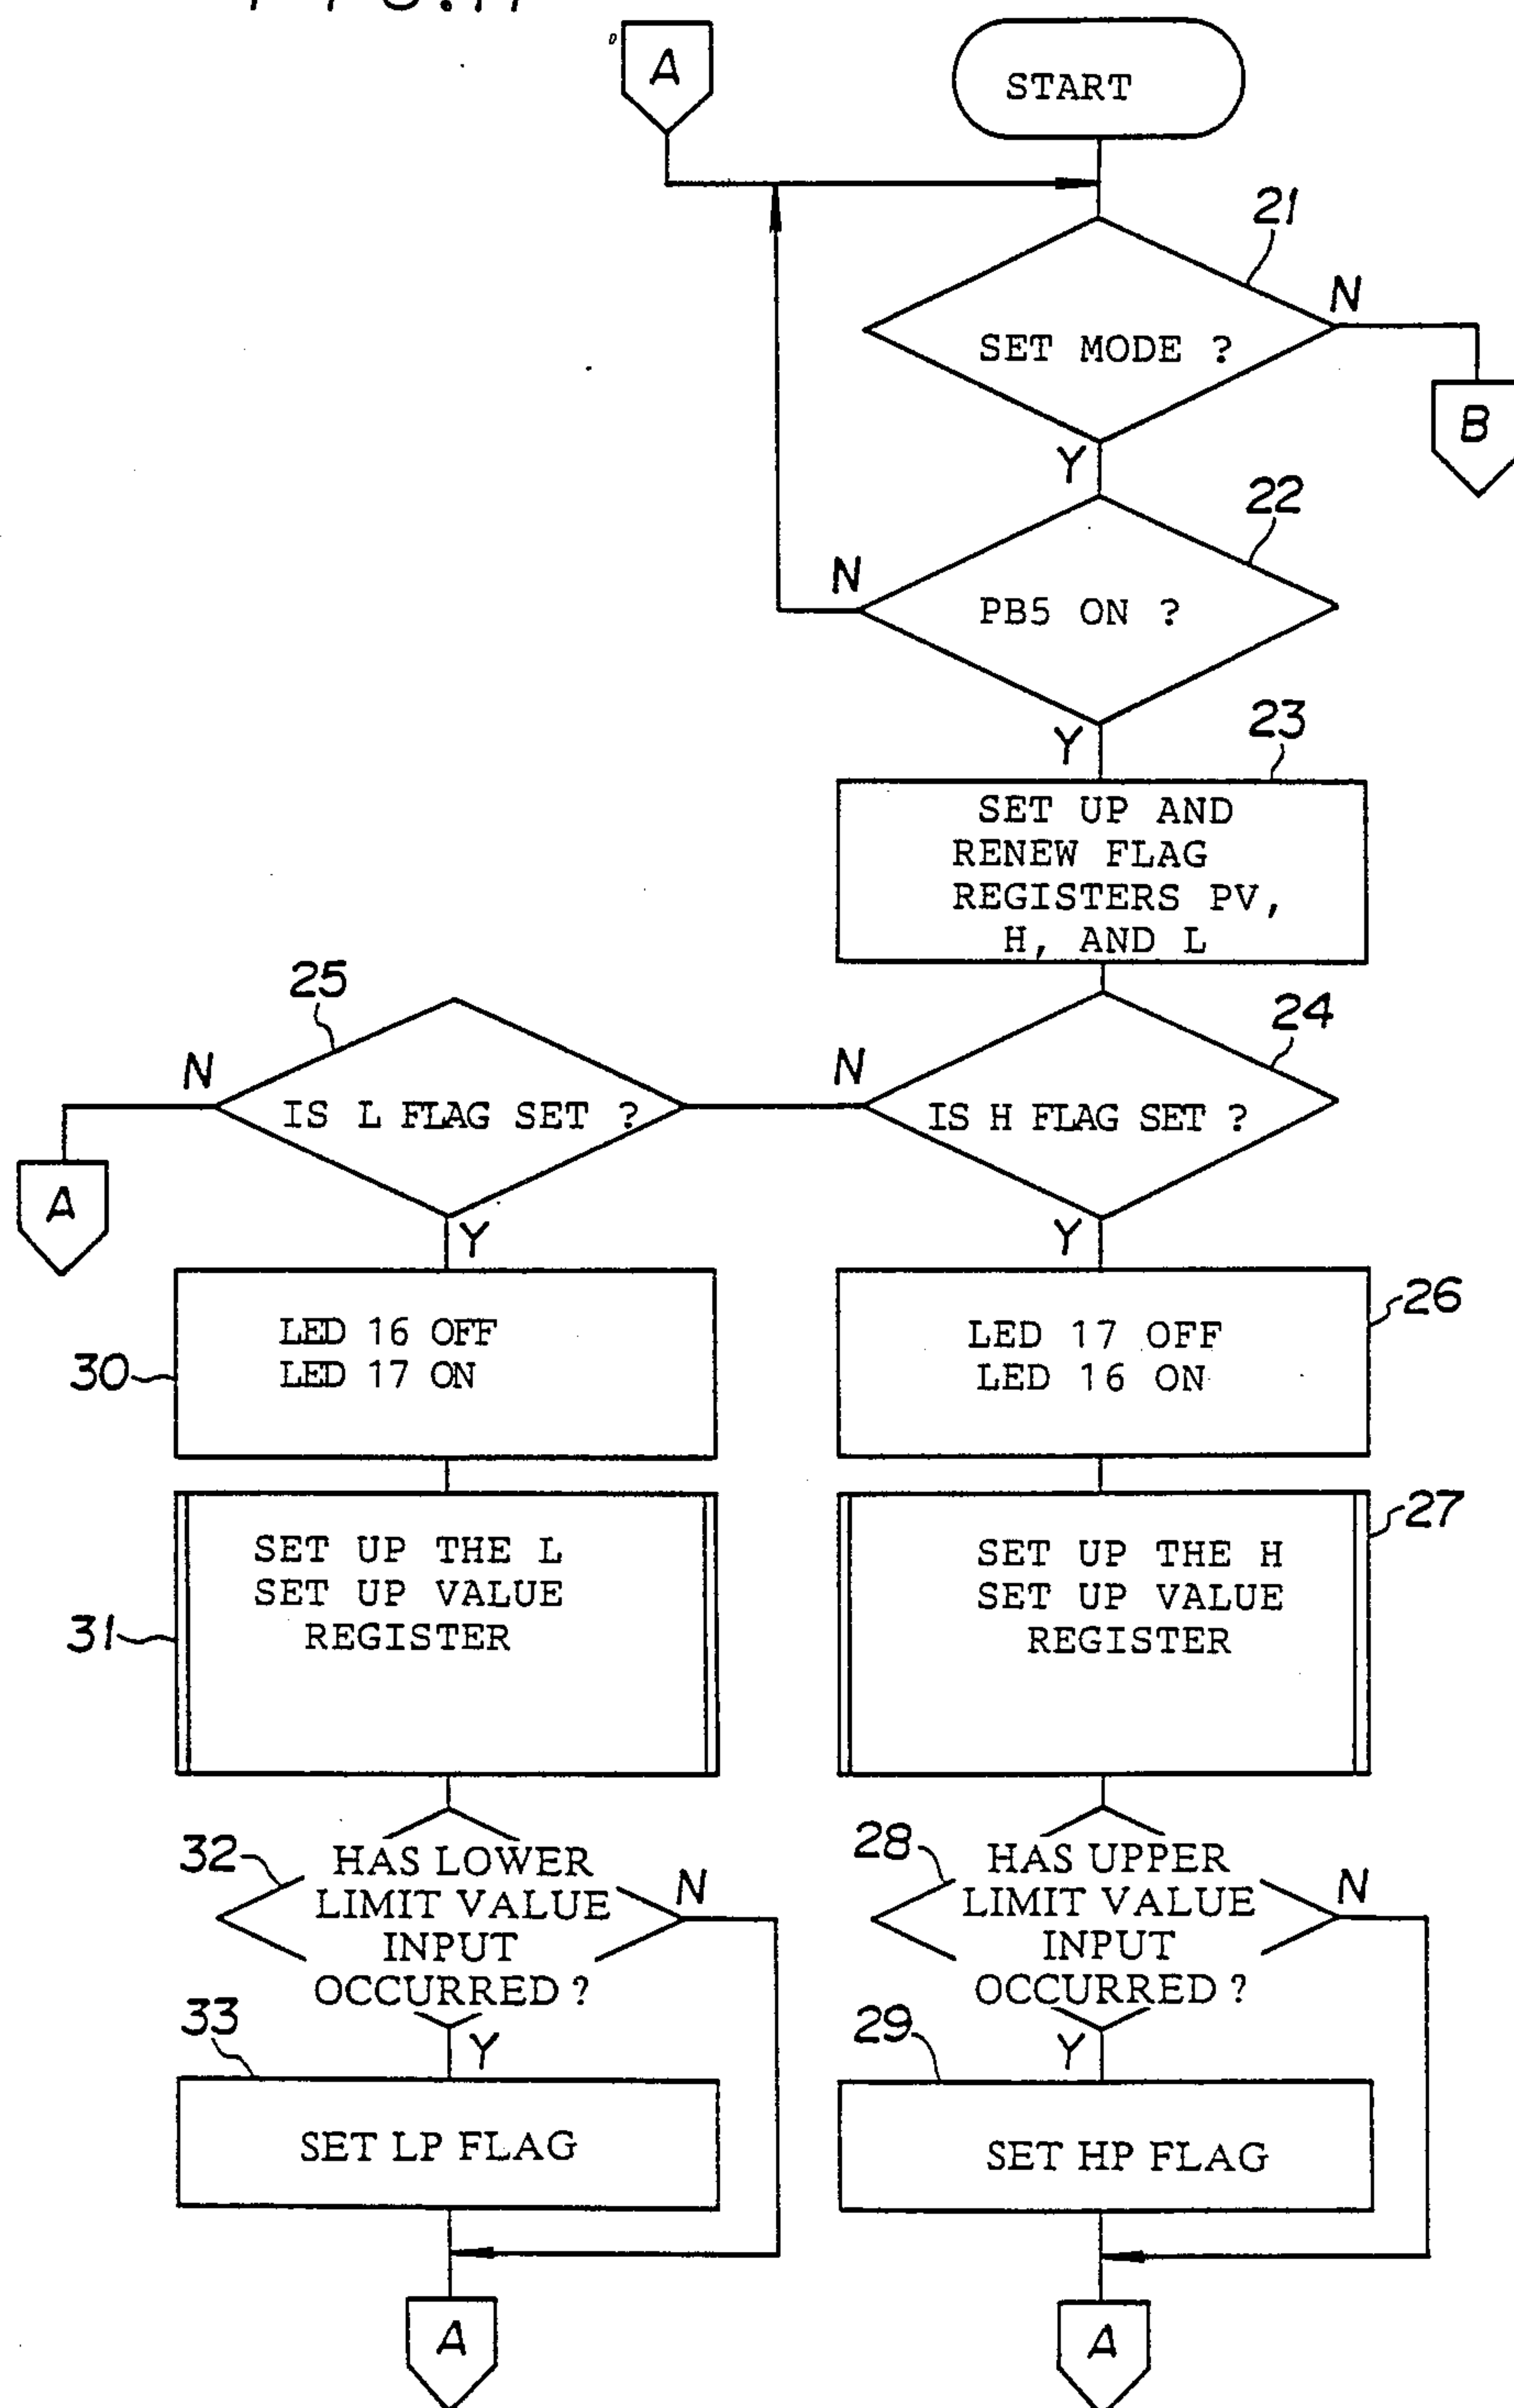 A
START
21
N
SET MODE ?
B
Y
22
N
PB5 ON ?
Y
23
SET UP AND
RENEW FLAG
REGISTERS PV,
H, AND L
25
24
N
IS L FLAG SET ?
N
IS H FLAG SET ?
A
Y
Y
LED 16 OFF
LED 17 ON
30
LED 17 OFF
LED 16 ON
26
SET UP THE L
SET UP VALUE
REGISTER
31
SET UP THE H
SET UP VALUE
REGISTER
27
32
HAS LOWER
LIMIT VALUE
INPUT
OCCURRED ?
N
28
HAS UPPER
LIMIT VALUE
INPUT
OCCURRED ?
N
33
Y
29
Y
SET LP FLAG
SET HP FLAG
A
A